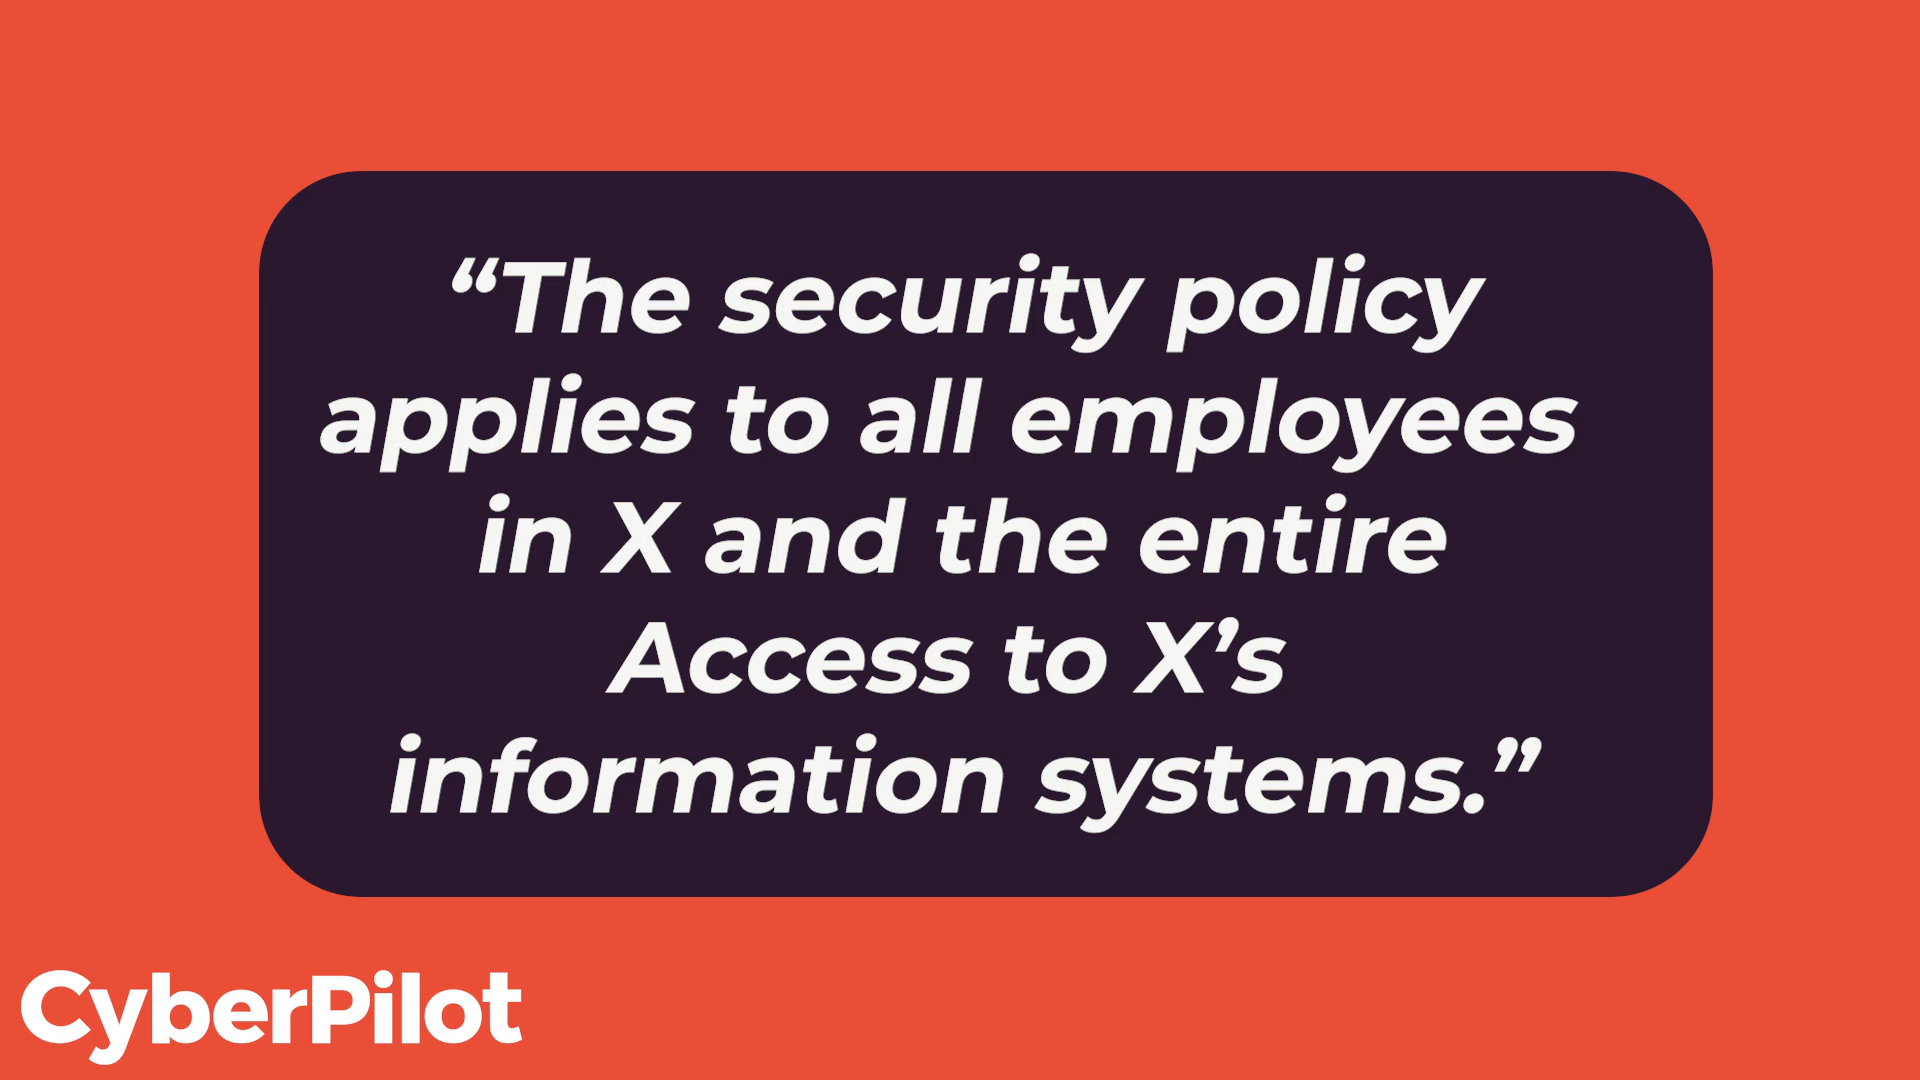 “The security policy
applies to all employees
in X and the entire
Access to X’s
information systems.”
CyberPilot